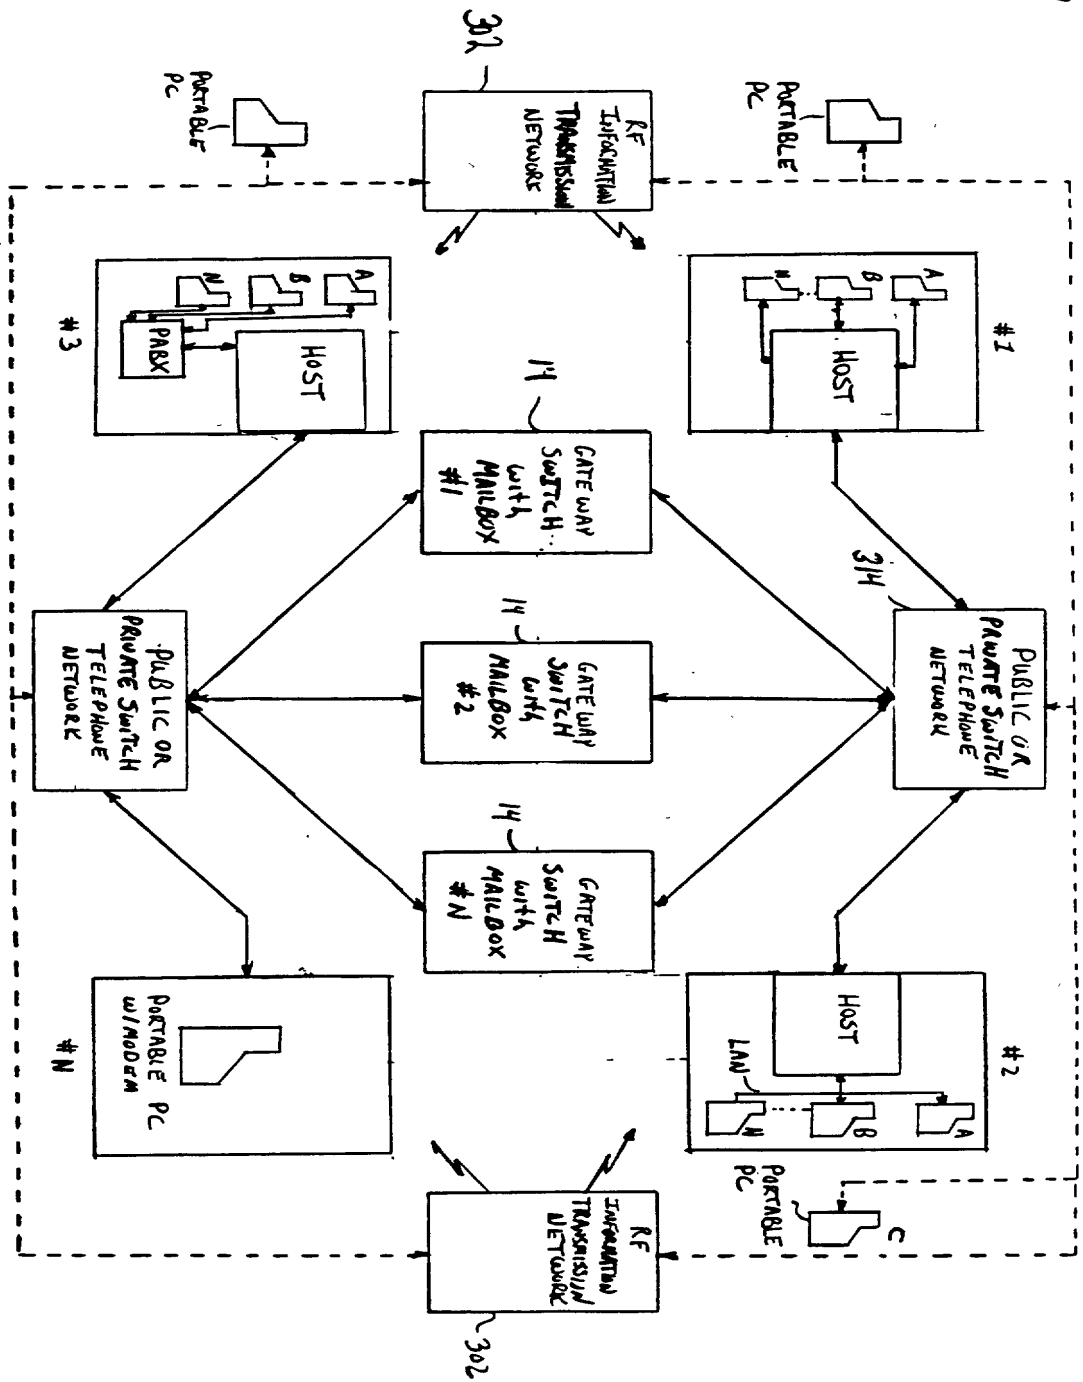 #1
A
B
N
HOST
314
PUBLIC OR
PRIVATE SWITCH
TELEPHONE
NETWORK
#2
HOST
LAN
A
B
N
C
PORTABLE
PC
PORTABLE
PC
302
RF
INFORMATION
TRANSMISSION
NETWORK
14
GATEWAY
SWITCH
with
MAILBOX
#1
14
GATEWAY
SWITCH
with
MAILBOX
#2
14
GATEWAY
SWITCH
with
MAILBOX
#N
RF
INFORMATION
TRANSMISSION
NETWORK
302
PORTABLE
PC
A
B
N
HOST
PABX
#3
PUBLIC OR
PRIVATE SWITCH
TELEPHONE
NETWORK
PORTABLE PC
W/MODEM
#N